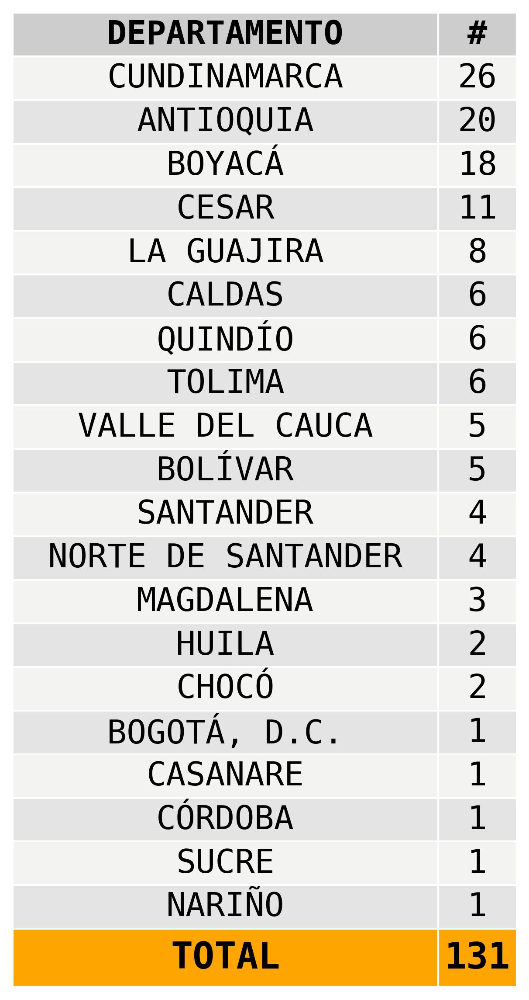 DEPARTAMENTO #
CUNDINAMARCA 26
ANTIOQUIA 20
BOYACÁ 18
CESAR 11
LA GUAJIRA 8
CALDAS 6
QUINDÍO 6
TOLIMA 6
VALLE DEL CAUCA 5
BOLÍVAR 5
SANTANDER 4
NORTE DE SANTANDER 4
MAGDALENA 3
HUILA 2
CHOCÓ 2
BOGOTÁ, D.C. 1
CASANARE 1
CÓRDOBA 1
SUCRE 1
NARIÑO 1
TOTAL 131